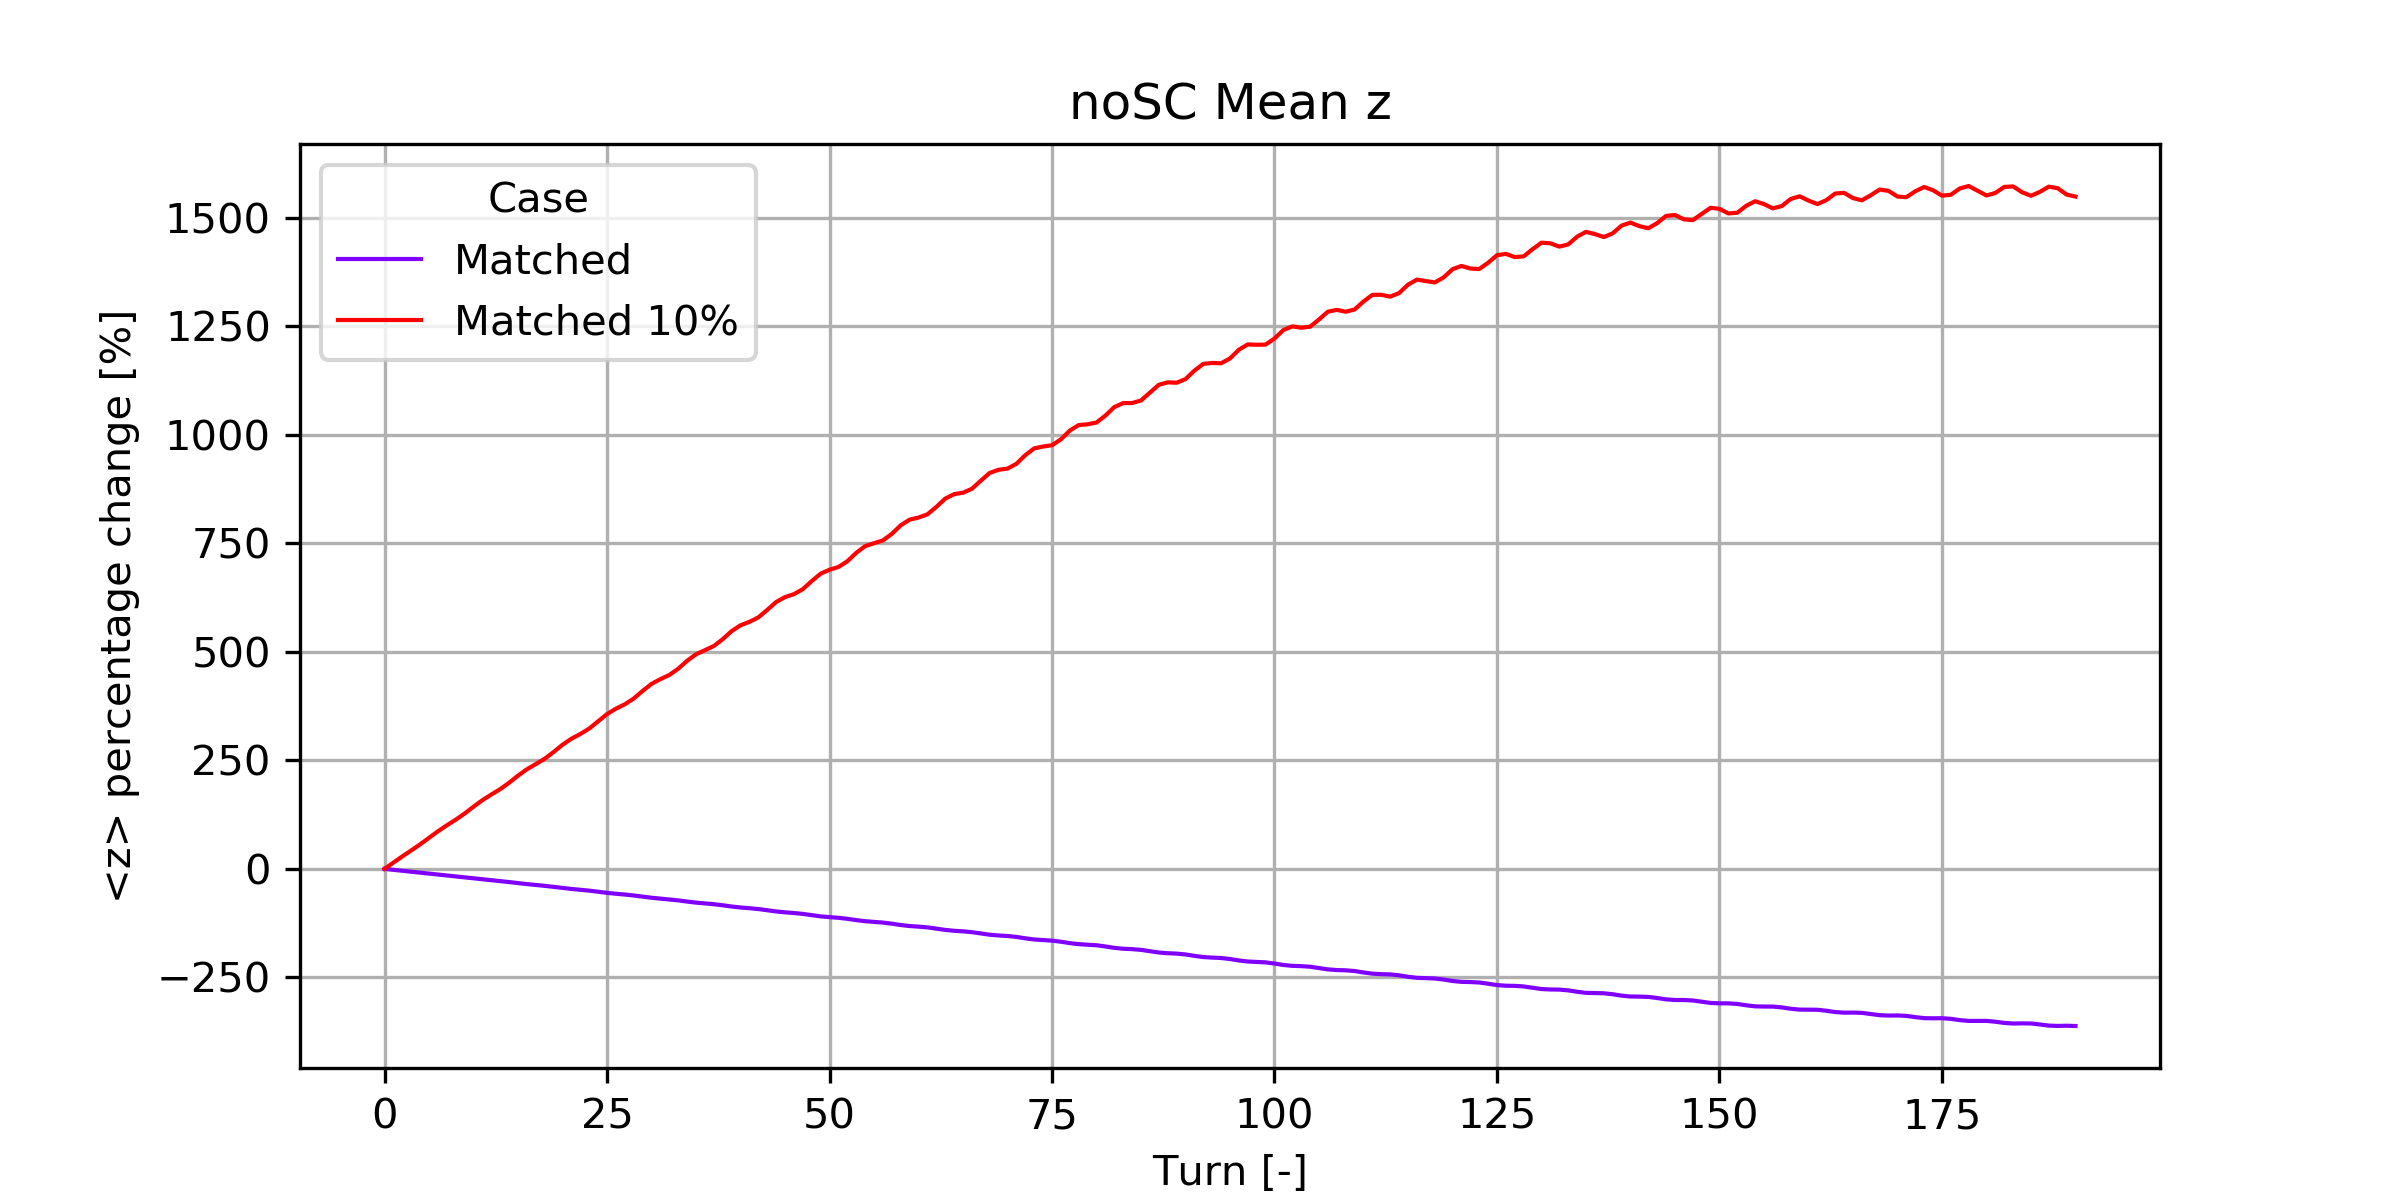 noSC Mean z
Case
Matched
Matched 10%
<z> percentage change [%]
1500
1250
1000
750
500
250
0
−250
0 25 50 75 100 125 150 175
Turn [-]